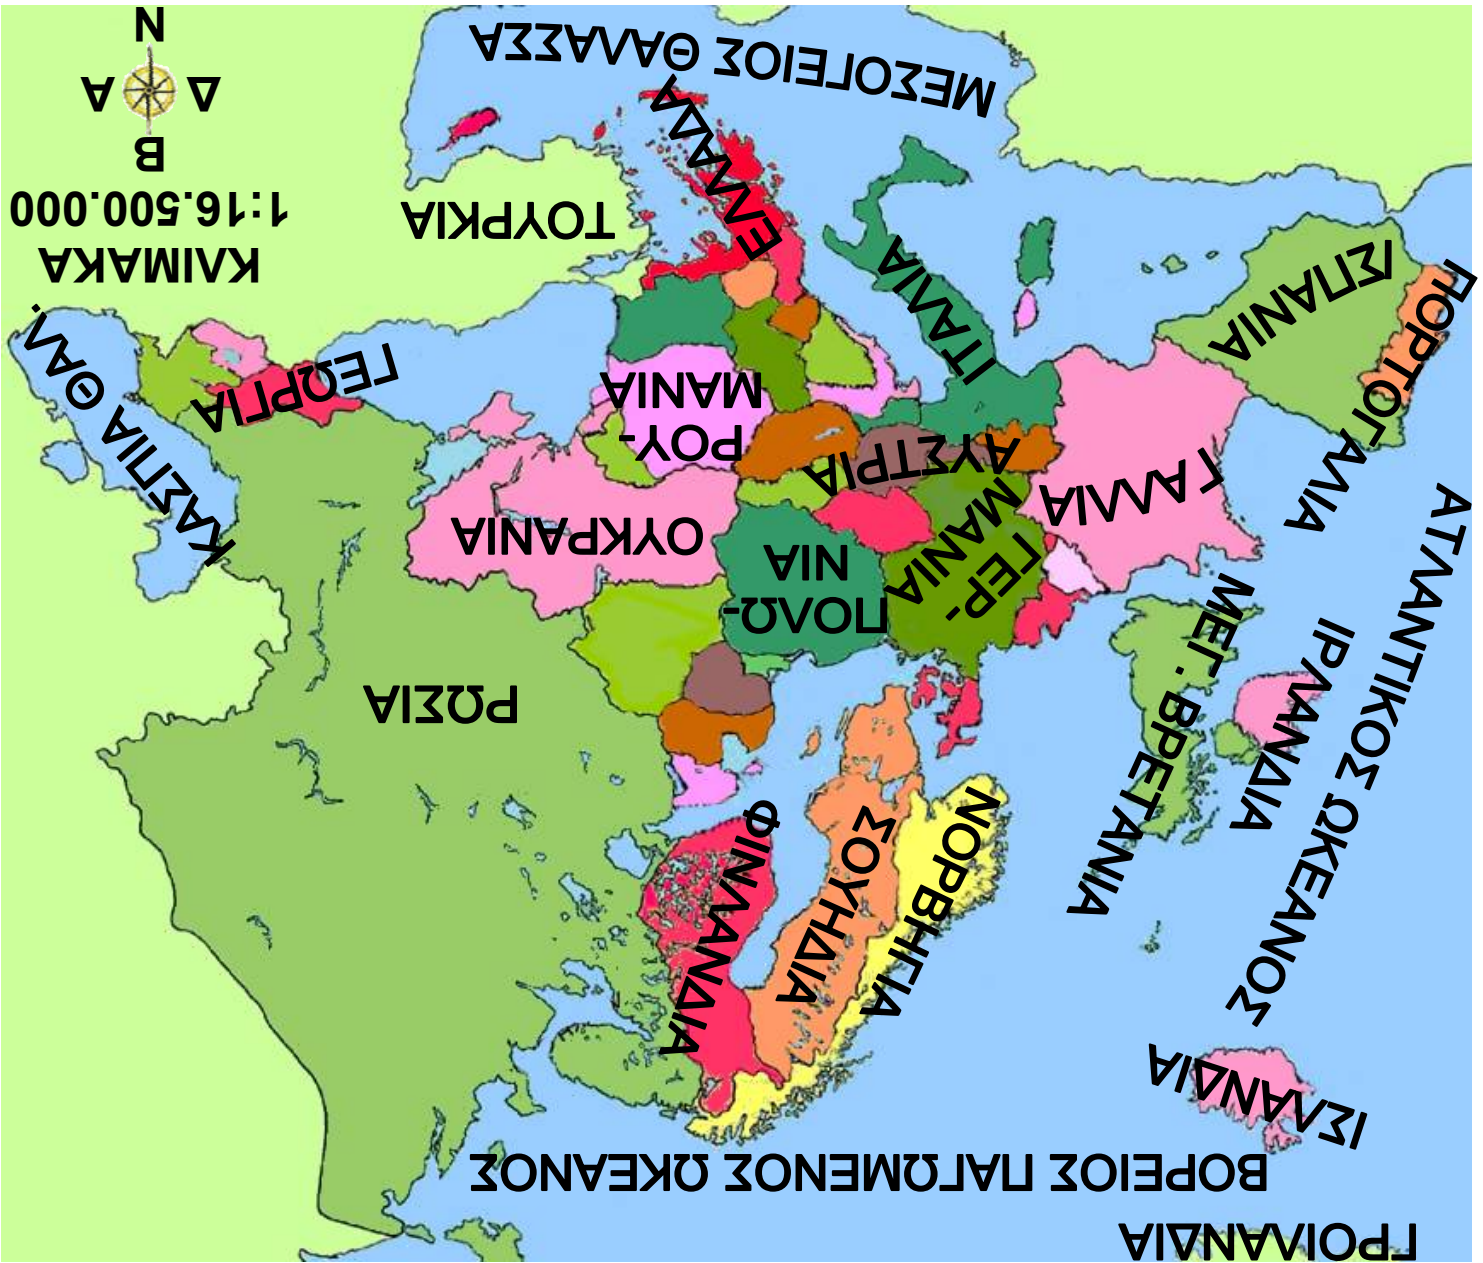 ΓΡΟΙΛΑΝΔΙΑ
ΒΟΡΕΙΟΣ ΠΑΓΩΜΕΝΟΣ ΩΚΕΑΝΟΣ
ΙΣΛΑΝΔΙΑ
ΑΤΛΑΝΤΙΚΟΣ ΩΚΕΑΝΟΣ
ΝΟΡΒΗΓΙΑ
ΣΟΥΗΔΙΑ
ΦΙΝΛΑΝΔΙΑ
ΙΡΛΑΝΔΙΑ
ΜΕΓ. ΒΡΕΤΑΝΙΑ
ΡΩΣΙΑ
ΠΟΛΩ-
ΝΙΑ
ΓΕΡ-
ΜΑΝΙΑ
ΟΥΚΡΑΝΙΑ
ΓΑΛΛΙΑ
ΑΥΣΤΡΙΑ
ΡΟΥ-
ΜΑΝΙΑ
ΠΟΡΤΟΓΑΛΙΑ
ΙΣΠΑΝΙΑ
ΙΤΑΛΙΑ
ΓΕΩΡΓΙΑ
ΚΑΣΠΙΑ ΘΑΛ.
ΕΛΛΑΔΑ
ΤΟΥΡΚΙΑ
ΜΕΣΟΓΕΙΟΣ ΘΑΛΑΣΣΑ
ΚΛΙΜΑΚΑ
1:16.500.000
Β
Δ Α
Ν